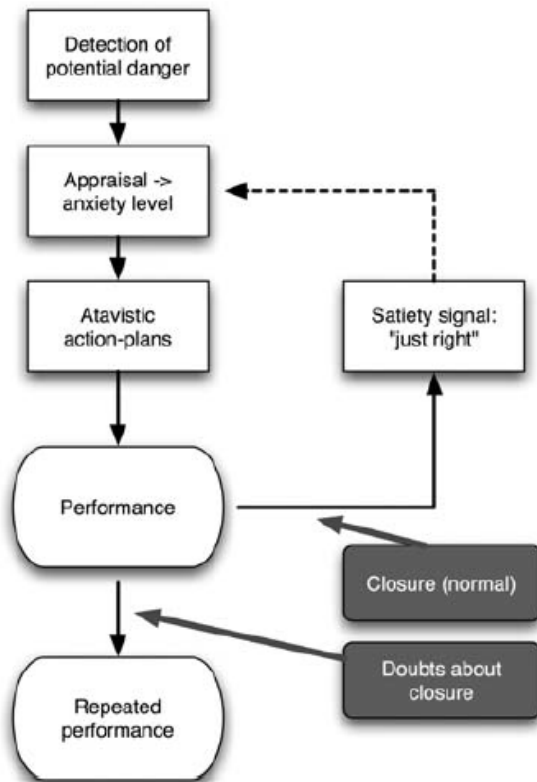 Detection of
potential danger
Appraisal ->
anxiety level
Atavistic
action-plans
Satiety signal:
"just right"
Performance
Closure (normal)
Doubts about
closure
Repeated
performance